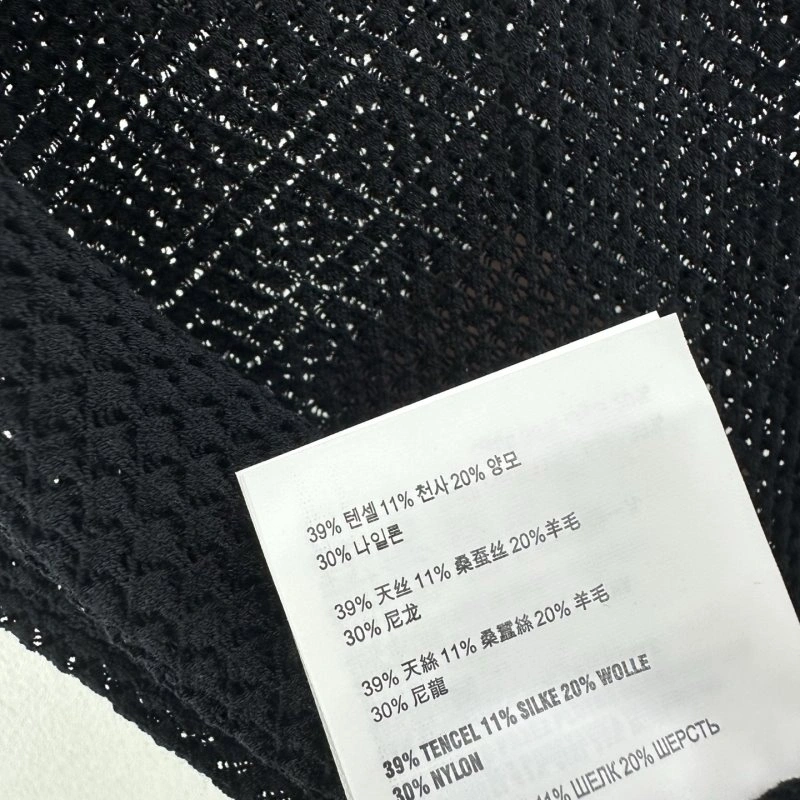 39% 텐셀 11% 천사 20% 양모
30% 나일론
39% 天丝 11% 桑蚕丝 20%羊毛
30% 尼龙
39% 天絲 11% 桑蠶絲 20% 羊毛
30% 尼龍
39% TENCEL 11% SILKE 20% WOLLE
30% NYLON
11% ШЕЛК 20% ШЕРСТЬ